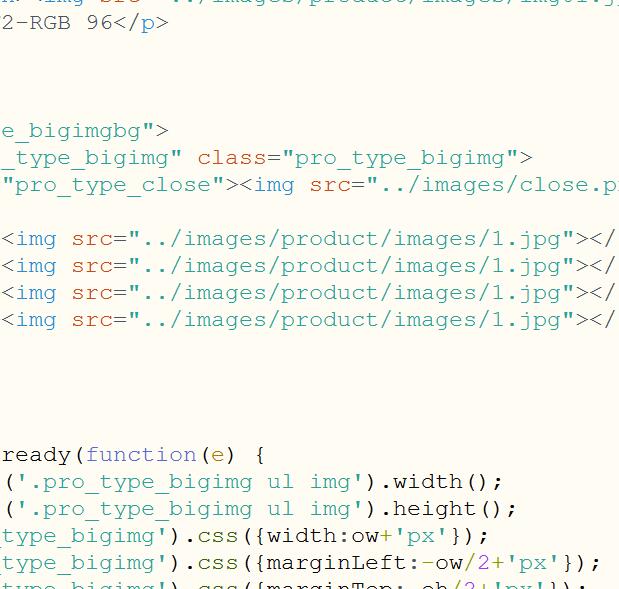 2-RGB 96</p>
e_bigimgbg">
_type_bigimg" class="pro_type_bigimg">
"pro_type_close"><img src="../images/close.p
<img src="../images/product/images/1.jpg"></
<img src="../images/product/images/1.jpg"></
<img src="../images/product/images/1.jpg"></
<img src="../images/product/images/1.jpg"></
ready(function(e) {
('.pro_type_bigimg ul img').width();
('.pro_type_bigimg ul img').height();
type_bigimg').css({width:ow+'px'});
type_bigimg').css({marginLeft:-ow/2+'px'});